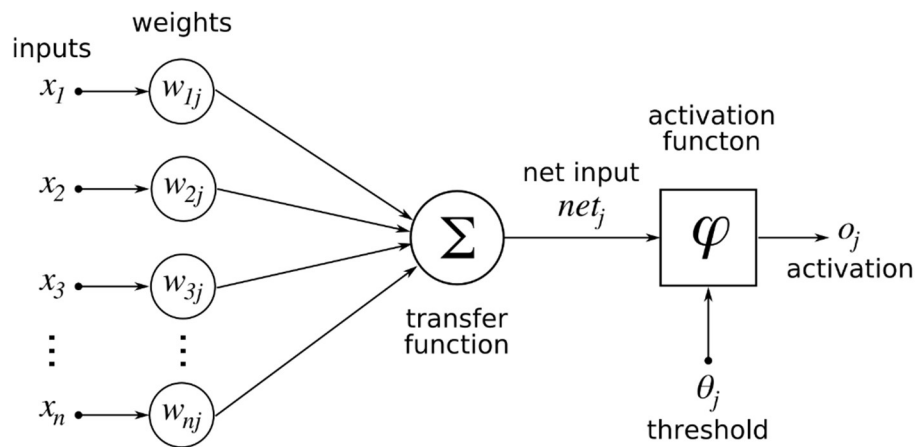 inputs
weights
x1
w1j
x2
w2j
x3
w3j
⋮
⋮
xn
wnj
Σ
transfer
function
net input
netj
activation
functon
φ
oj
activation
θj
threshold